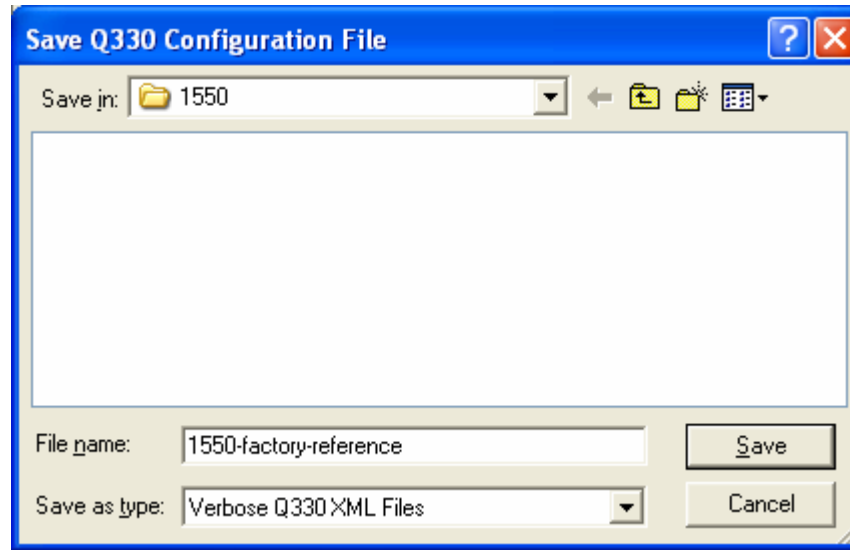 Save Q330 Configuration File
Save in: 1550
File name: 1550-factory-reference
Save
Save as type: Verbose Q330 XML Files
Cancel